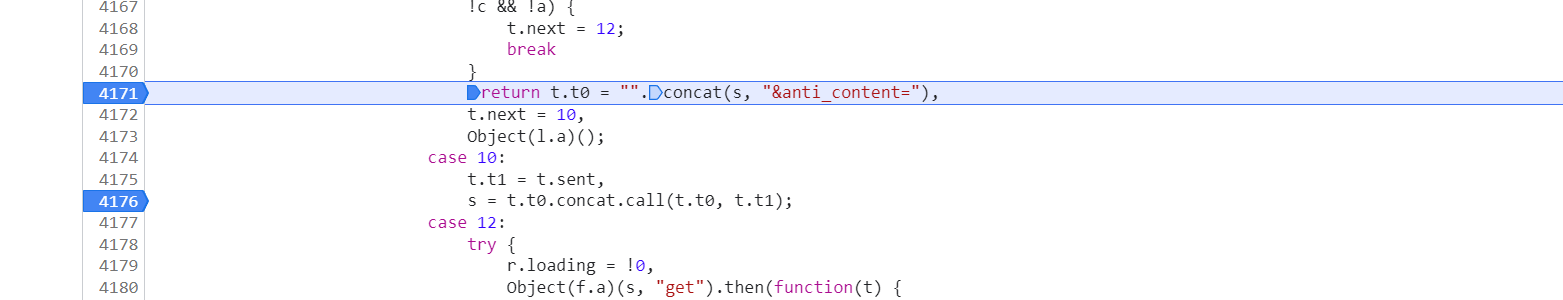 4167 !c && !a) {
4168 t.next = 12;
4169 break
4170 }
4171 return t.t0 = "".concat(s, "&anti_content="),
4172 t.next = 10,
4173 Object(l.a)();
4174 case 10:
4175 t.t1 = t.sent,
4176 s = t.t0.concat.call(t.t0, t.t1);
4177 case 12:
4178 try {
4179 r.loading = !0,
4180 Object(f.a)(s, "get").then(function(t) {